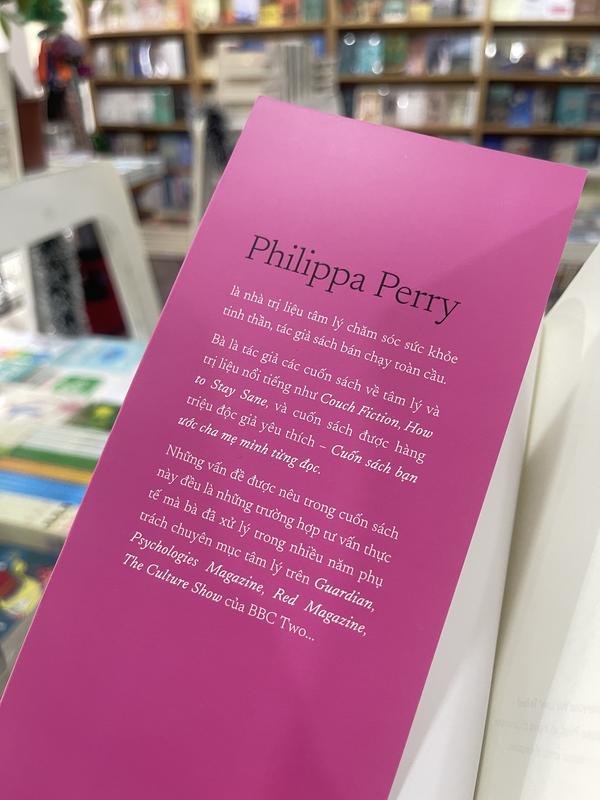 Philippa Perry
là nhà trị liệu tâm lý chăm sóc sức khỏe
tinh thần, tác giả sách bán chạy toàn cầu.
Bà là tác giả các cuốn sách về tâm lý và
trị liệu nổi tiếng như Couch Fiction, How
to Stay Sane, và cuốn sách được hàng
triệu độc giả yêu thích – Cuốn sách bạn
ước cha mẹ mình từng đọc.
Những vấn đề được nêu trong cuốn sách
này đều là những trường hợp tư vấn thực
tế mà bà đã xử lý trong nhiều năm phụ
trách chuyên mục tâm lý trên Guardian,
Psychologies Magazine, Red Magazine,
The Culture Show của BBC Two...